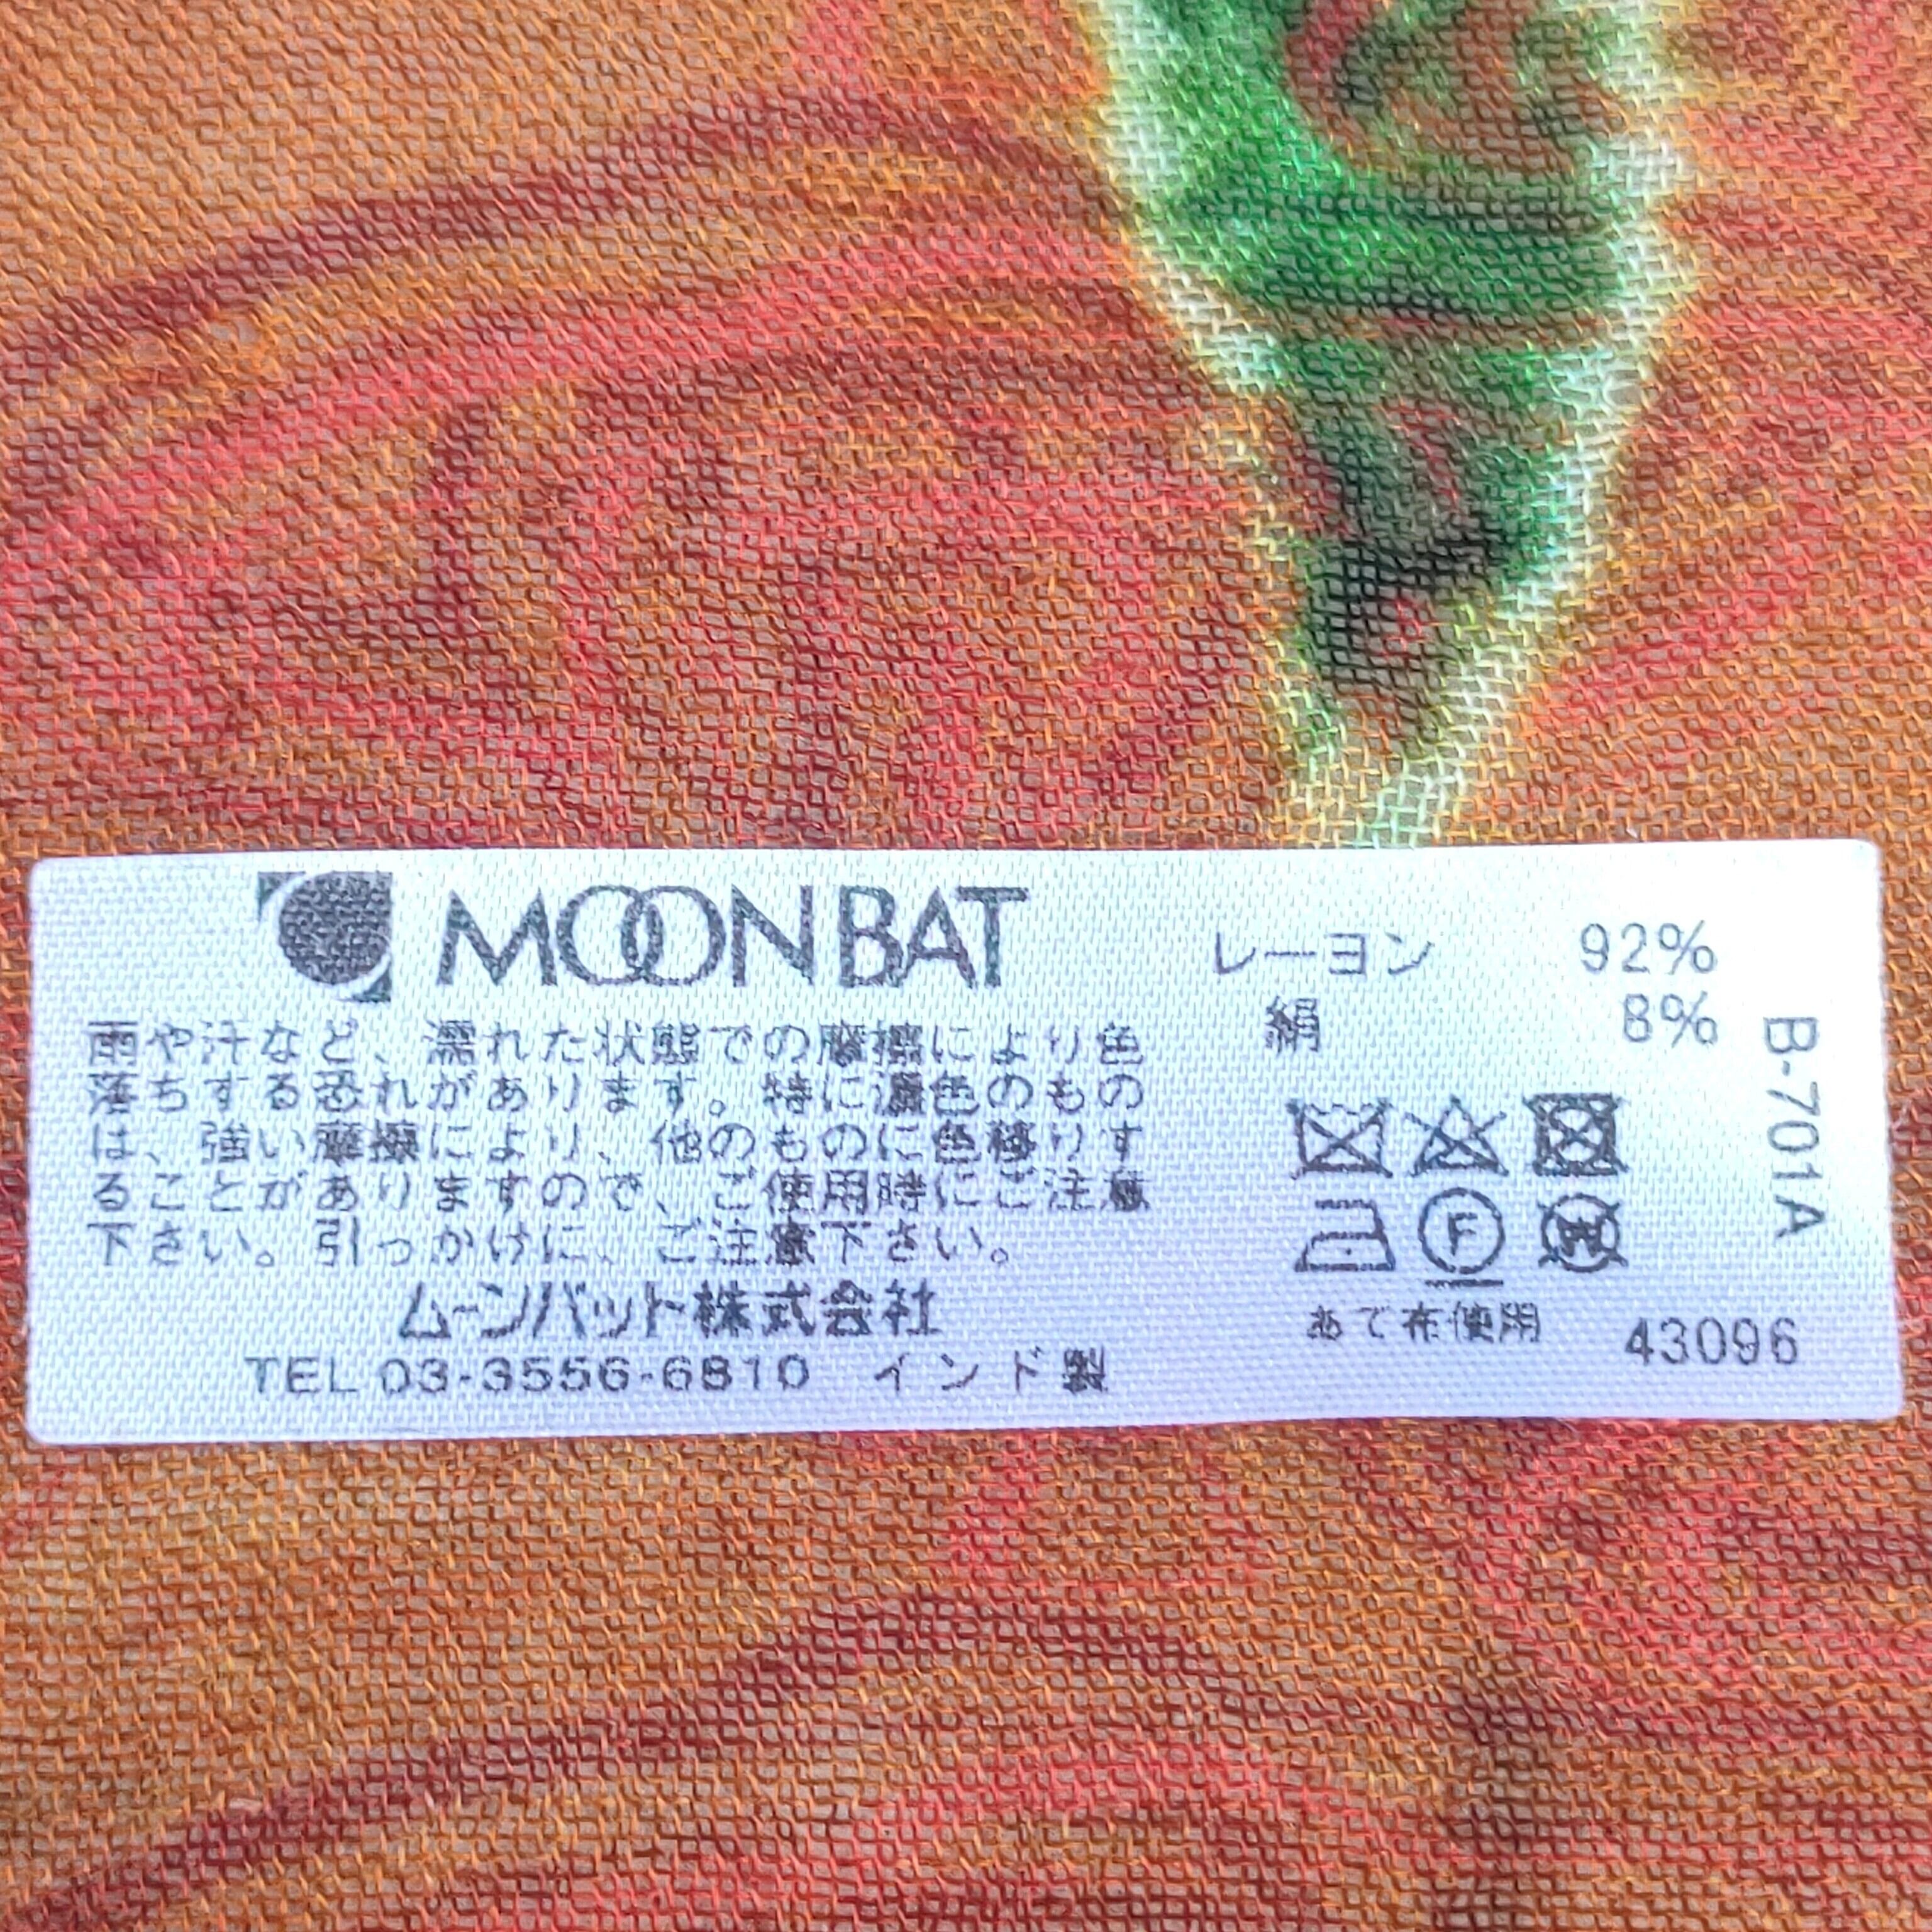 MOONBAT
雨や汗など、濡れた状態での摩擦により色
落ちする恐れがあります。特に濃色のもの
は、強い摩擦により、他のものに色移りす
ることがありますので、ご使用時にご注意
下さい。引っかけに、ご注意下さい。
ムーンバット株式会社
TEL 03-3556-6810 インド製
レーヨン 92%
絹 8%
F
あて布使用
43096
B-701A